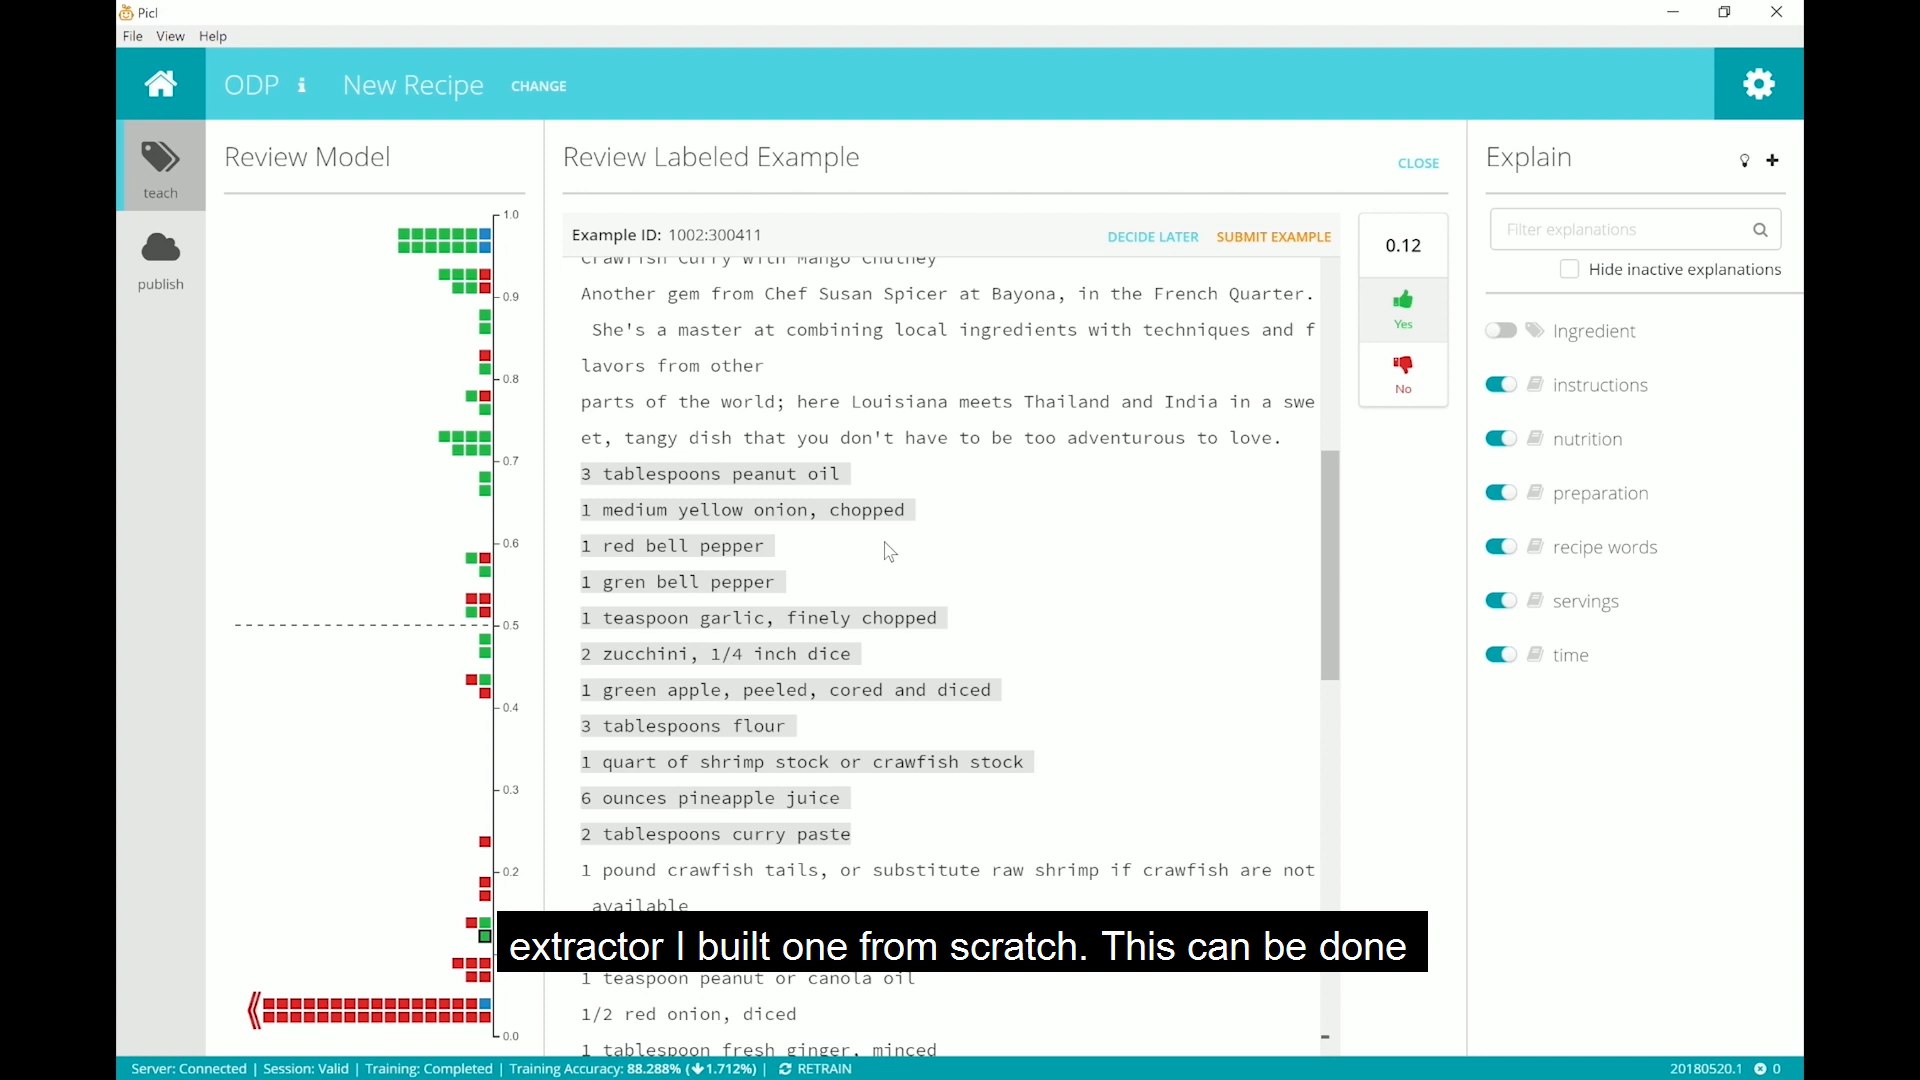 Picl
File View Help
ODP i New Recipe CHANGE
teach
publish
Review Model
1.0
0.9
0.8
0.7
0.6
0.5
0.4
0.3
0.2
0.0
Review Labeled Example
CLOSE
Example ID: 1002:300411
DECIDE LATER SUBMIT EXAMPLE
Crawfish Curry with Mango Chutney
Another gem from Chef Susan Spicer at Bayona, in the French Quarter.
She's a master at combining local ingredients with techniques and f
lavors from other
parts of the world; here Louisiana meets Thailand and India in a swe
et, tangy dish that you don't have to be too adventurous to love.
3 tablespoons peanut oil
1 medium yellow onion, chopped
1 red bell pepper
1 gren bell pepper
1 teaspoon garlic, finely chopped
2 zucchini, 1/4 inch dice
1 green apple, peeled, cored and diced
3 tablespoons flour
1 quart of shrimp stock or crawfish stock
6 ounces pineapple juice
2 tablespoons curry paste
1 pound crawfish tails, or substitute raw shrimp if crawfish are not
available
extractor I built one from scratch. This can be done
1 teaspoon peanut or canola oil
1/2 red onion, diced
1 tablespoon fresh ginger, minced
0.12
Yes
No
Explain
Filter explanations
Hide inactive explanations
Ingredient
instructions
nutrition
preparation
recipe words
servings
time
Server: Connected | Session: Valid | Training: Completed | Training Accuracy: 88.288% (↓1.712%) | RETRAIN
20180520.1 0